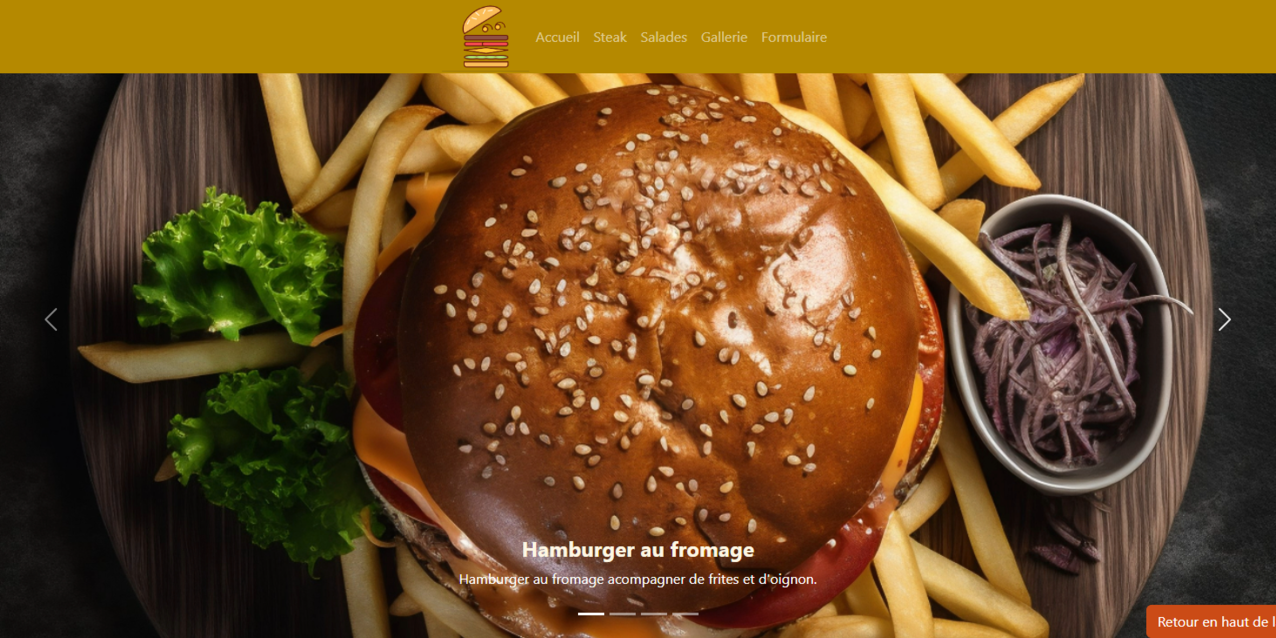 Accueil Steak Salades Gallerie Formulaire
Hamburger au fromage
Hamburger au fromage acompagner de frites et d'oignon.
Retour en haut de l